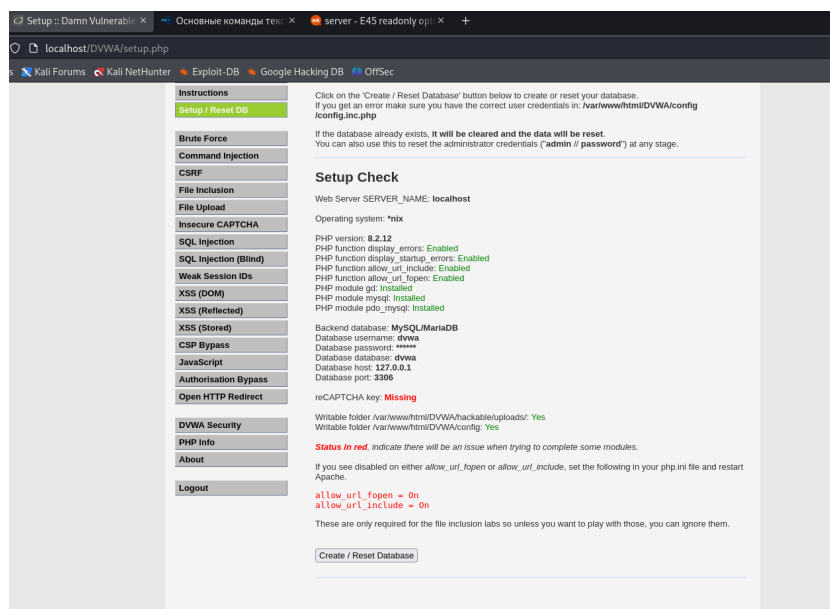 Setup :: Damn Vulnerable ×
Основные команды текс ×
server - E45 readonly opti ×
+
localhost/DVWA/setup.php
s Kali Forums Kali NetHunter Exploit-DB Google Hacking DB OffSec
Instructions
Setup / Reset DB
Brute Force
Command Injection
CSRF
File Inclusion
File Upload
Insecure CAPTCHA
SQL Injection
SQL Injection (Blind)
Weak Session IDs
XSS (DOM)
XSS (Reflected)
XSS (Stored)
CSP Bypass
JavaScript
Authorisation Bypass
Open HTTP Redirect
DVWA Security
PHP Info
About
Logout
Click on the 'Create / Reset Database' button below to create or reset your database.
If you get an error make sure you have the correct user credentials in: /var/www/html/DVWA/config
/config.inc.php
If the database already exists, it will be cleared and the data will be reset.
You can also use this to reset the administrator credentials ("admin // password") at any stage.
Setup Check
Web Server SERVER_NAME: localhost
Operating system: *nix
PHP version: 8.2.12
PHP function display_errors: Enabled
PHP function display_startup_errors: Enabled
PHP function allow_url_include: Enabled
PHP function allow_url_fopen: Enabled
PHP module gd: Installed
PHP module mysql: Installed
PHP module pdo_mysql: Installed
Backend database: MySQL/MariaDB
Database username: dvwa
Database password: ******
Database database: dvwa
Database host: 127.0.0.1
Database port: 3306
reCAPTCHA key: Missing
Writable folder /var/www/html/DVWA/hackable/uploads/: Yes
Writable folder /var/www/html/DVWA/config: Yes
Status in red, indicate there will be an issue when trying to complete some modules.
If you see disabled on either allow_url_fopen or allow_url_include, set the following in your php.ini file and restart
Apache.
allow_url_fopen = On
allow_url_include = On
These are only required for the file inclusion labs so unless you want to play with those, you can ignore them.
Create / Reset Database